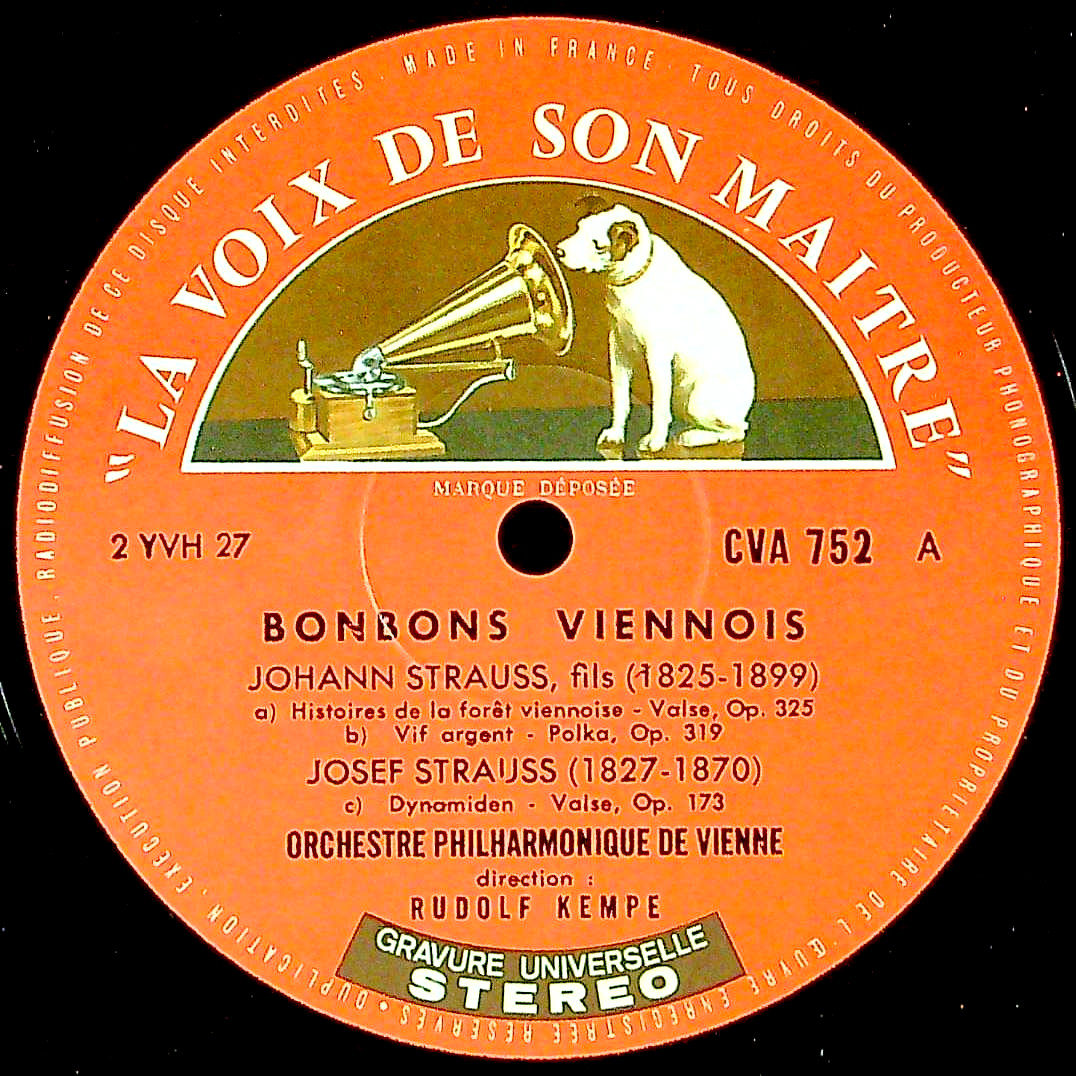 MADE IN FRANCE · TOUS DROITS DU PRODUCTEUR PHONOGRAPHIQUE ET DU PROPRIETAIRE DE L'ŒUVRE ENREGISTRÉE RÉSERVÉS • DUPLICATION · EXECUTION PUBLIQUE · RADIODIFFUSION DE CE DISQUE INTERDITES ·
"LA VOIX DE SON MAITRE"
MARQUE DÉPOSÉE
2 YVH 27
CVA 752 A
BONBONS VIENNOIS
JOHANN STRAUSS, fils (1825-1899)
a) Histoires de la forêt viennoise - Valse, Op. 325
b) Vif argent - Polka, Op. 319
JOSEF STRAUSS (1827-1870)
c) Dynamiden - Valse, Op. 173
ORCHESTRE PHILHARMONIQUE DE VIENNE
direction :
RUDOLF KEMPE
GRAVURE UNIVERSELLE
STEREO